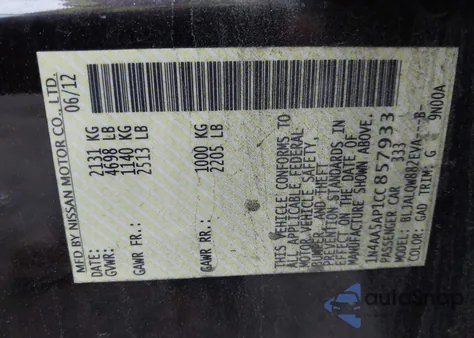 MFD BY NISSAN MOTOR CO., LTD.
DATE: 06/12
GVWR: 2131 KG
4698 LB
GAWR FR: 1140 KG
2513 LB
GAWR RR: 1000 KG
2205 LB
THIS VEHICLE CONFORMS TO
ALL APPLICABLE FEDERAL
MOTOR VEHICLE SAFETY,
BUMPER, AND THEFT
PREVENTION STANDARDS IN
EFFECT ON THE DATE OF
MANUFACTURE SHOWN ABOVE.
1N4AA5AP1CC857933
PASSENGER CAR 333
MODEL: BLJALQWB82EVA -B-
COLOR: GAD TRIM: G 9N00A
autoSnap